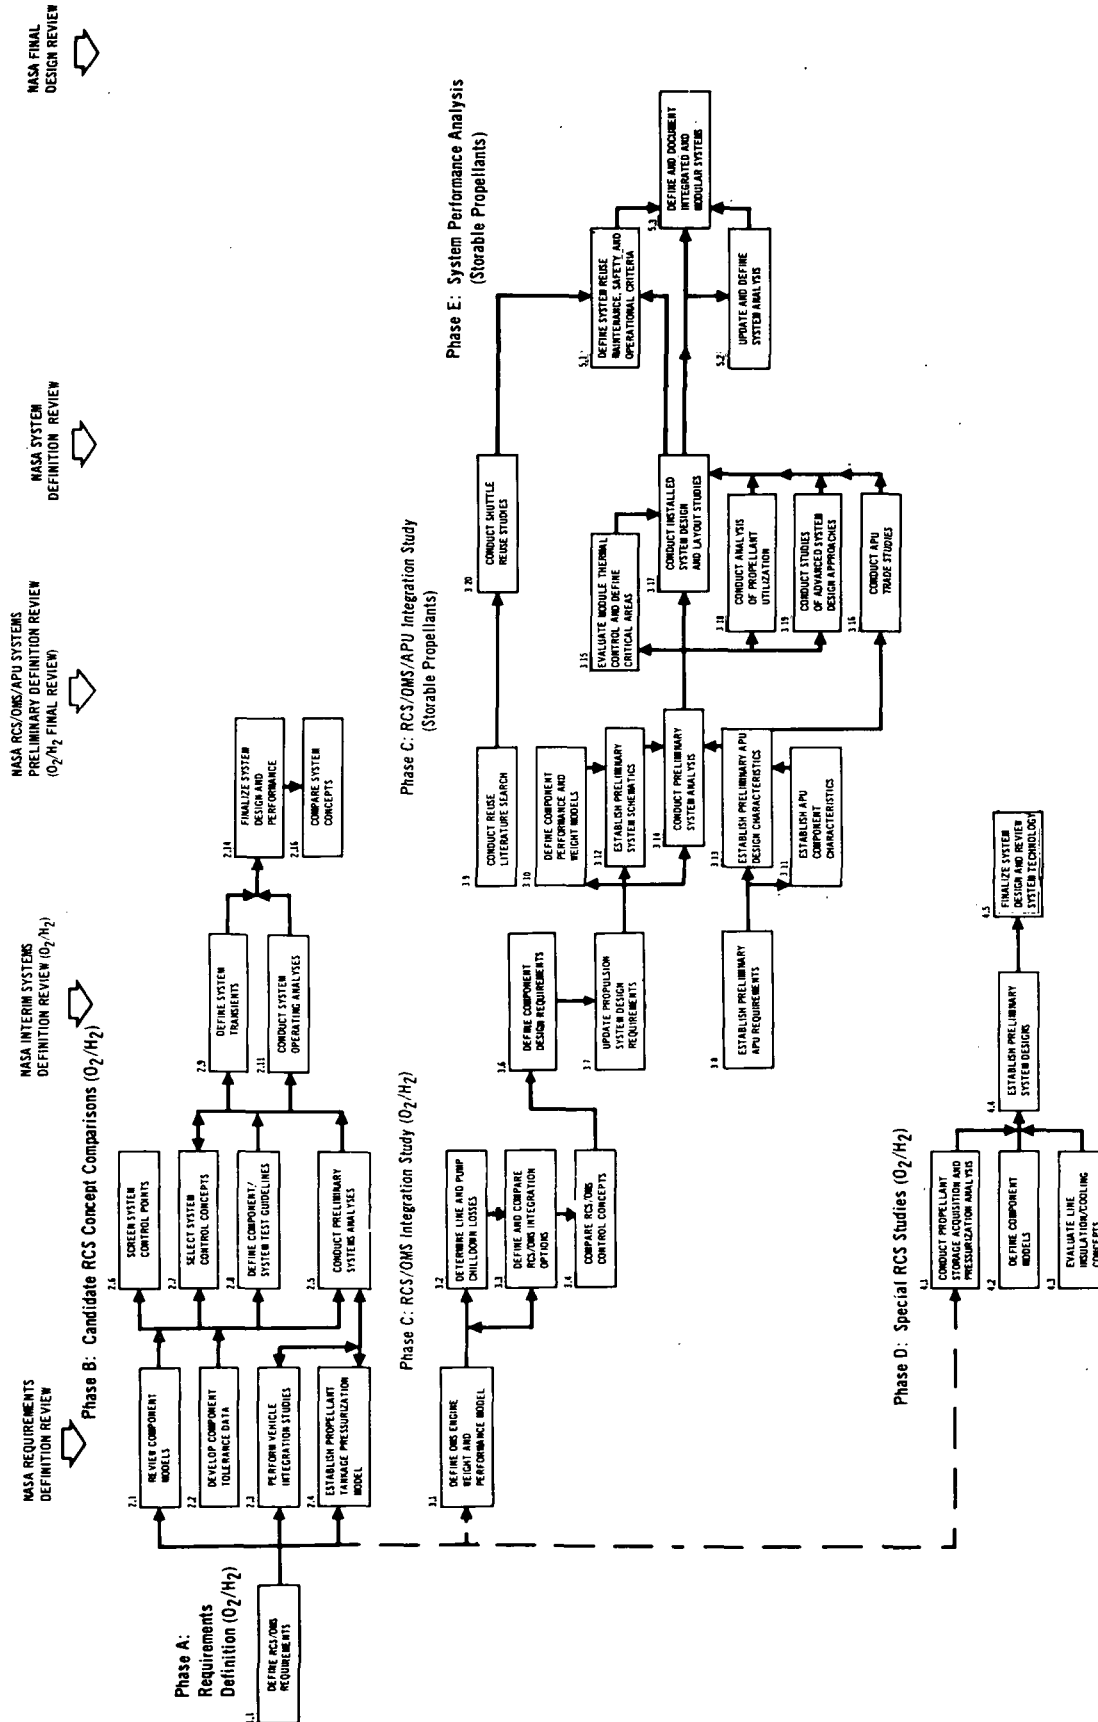 NASA REQUIREMENTS
DEFINITION REVIEW
NASA INTERIM SYSTEMS
DEFINITION REVIEW (O2/H2)
NASA RCS/OMS/APU SYSTEMS
PRELIMINARY DEFINITION REVIEW
(O2/H2 FINAL REVIEW)
NASA SYSTEM
DEFINITION REVIEW
NASA FINAL
DESIGN REVIEW
Phase A:
Requirements
Definition (O2/H2)
1.1
DEFINE RCS/OMS
REQUIREMENTS
Phase B: Candidate RCS Concept Comparisons (O2/H2)
2.1
REVIEW COMPONENT
MODELS
2.2
DEVELOP COMPONENT
TOLERANCE DATA
2.3
PERFORM VEHICLE
INTEGRATION STUDIES
2.4
ESTABLISH PROPELLANT
TANKAGE PRESSURIZATION
MODEL
2.6
SCREEN SYSTEM
CONTROL POINTS
2.7
SELECT SYSTEM
CONTROL CONCEPTS
2.8
DEFINE COMPONENT/
SYSTEM TEST GUIDELINES
2.5
CONDUCT PRELIMINARY
SYSTEMS ANALYSES
2.9
DEFINE SYSTEM
TRANSIENTS
2.11
CONDUCT SYSTEM
OPERATING ANALYSES
2.14
FINALIZE SYSTEM
DESIGN AND
PERFORMANCE
2.16
COMPARE SYSTEM
CONCEPTS
Phase C: RCS/OMS Integration Study (O2/H2)
3.1
DEFINE OMS ENGINE
WEIGHT AND
PERFORMANCE MODEL
3.2
DETERMINE LINE AND PUMP
CHILLDOWN LOSSES
3.3
DEFINE AND COMPARE
RCS/OMS INTEGRATION
OPTIONS
3.4
COMPARE RCS/OMS
CONTROL CONCEPTS
3.6
DEFINE COMPONENT
DESIGN REQUIREMENTS
3.7
UPDATE PROPULSION
SYSTEM DESIGN
REQUIREMENTS
3.8
ESTABLISH PRELIMINARY
APU REQUIREMENTS
Phase C: RCS/OMS/APU Integration Study
(Storable Propellants)
3.9
CONDUCT REUSE
LITERATURE SEARCH
3.10
DEFINE COMPONENT
PERFORMANCE AND
WEIGHT MODELS
3.12
ESTABLISH PRELIMINARY
SYSTEM SCHEMATICS
3.14
CONDUCT PRELIMINARY
SYSTEM ANALYSIS
3.13
ESTABLISH PRELIMINARY APU
DESIGN CHARACTERISTICS
3.11
ESTABLISH APU
COMPONENT
CHARACTERISTICS
3.20
CONDUCT SHUTTLE
REUSE STUDIES
3.15
EVALUATE MODULE THERMAL
CONTROL AND DEFINE
CRITICAL AREAS
3.17
CONDUCT INSTALLED
SYSTEM DESIGN
AND LAYOUT STUDIES
3.18
CONDUCT ANALYSIS
OF PROPELLANT
UTILIZATION
3.19
CONDUCT STUDIES
OF ADVANCED SYSTEM
DESIGN APPROACHES
3.16
CONDUCT APU
TRADE STUDIES
Phase E: System Performance Analysis
(Storable Propellants)
5.1
DEFINE SYSTEM REUSE
MAINTENANCE, SAFETY, AND
OPERATIONAL CRITERIA
5.3
DEFINE AND DOCUMENT
INTEGRATED AND
MODULAR SYSTEMS
5.2
UPDATE AND DEFINE
SYSTEM ANALYSIS
Phase D: Special RCS Studies (O2/H2)
4.1
CONDUCT PROPELLANT
STORAGE ACQUISITION AND
PRESSURIZATION ANALYSIS
4.2
DEFINE COMPONENT
MODELS
4.3
EVALUATE LINE
INSULATION/COOLING
CONCEPTS
4.4
ESTABLISH PRELIMINARY
SYSTEM DESIGNS
4.5
FINALIZE SYSTEM
DESIGN AND REVIEW
SYSTEM TECHNOLOGY